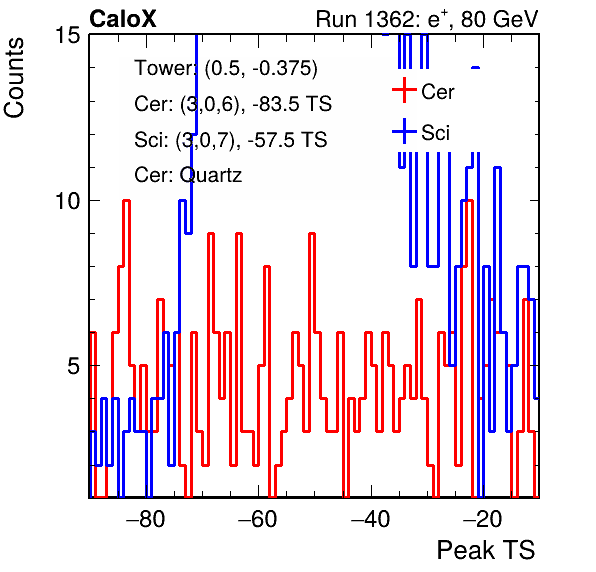 CaloX Run 1362: e+, 80 GeV
Counts
15
Tower: (0.5, -0.375)
Cer: (3,0,6), -83.5 TS
Sci: (3,0,7), -57.5 TS
Cer: Quartz
Cer
Sci
10
5
−80 −60 −40 −20
Peak TS